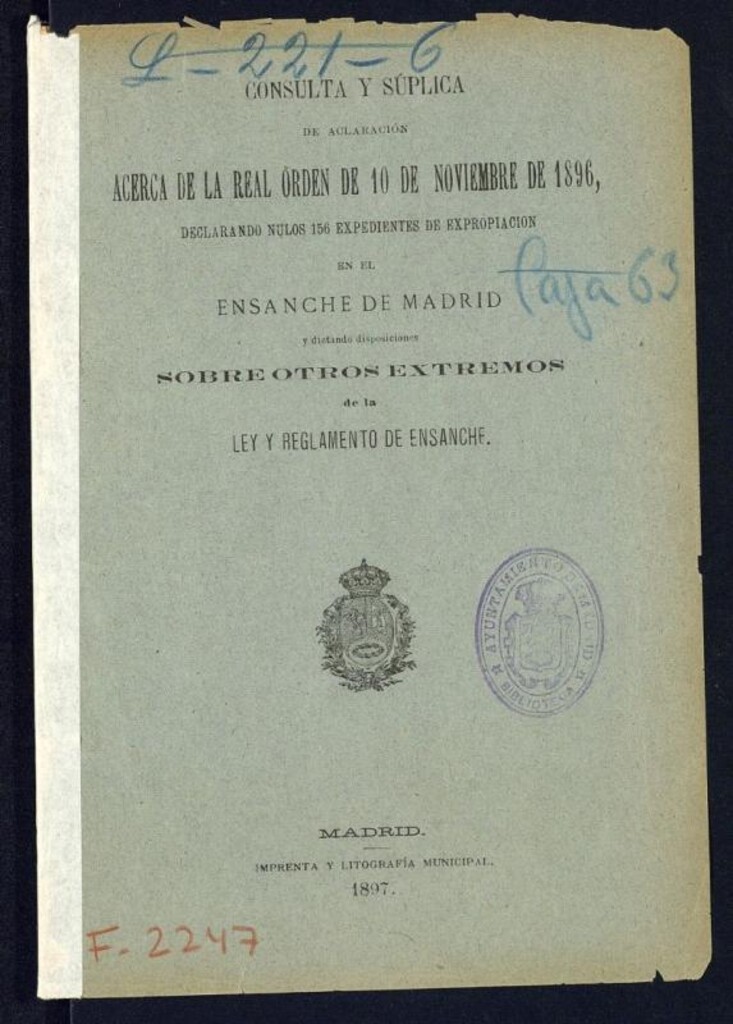 L-221-6
CONSULTA Y SÚPLICA
DE ACLARACIÓN
ACERCA DE LA REAL ÓRDEN DE 10 DE NOVIEMBRE DE 1896,
DECLARANDO NULOS 156 EXPEDIENTES DE EXPROPIACION
EN EL
ENSANCHE DE MADRID
Caja 63
y dictando disposiciones
SOBRE OTROS EXTREMOS
de la
LEY Y REGLAMENTO DE ENSANCHE.
AYUNTAMIENTO DE MADRID
BIBLIOTECA
MADRID.
IMPRENTA Y LITOGRAFÍA MUNICIPAL.
1897.
F. 2247